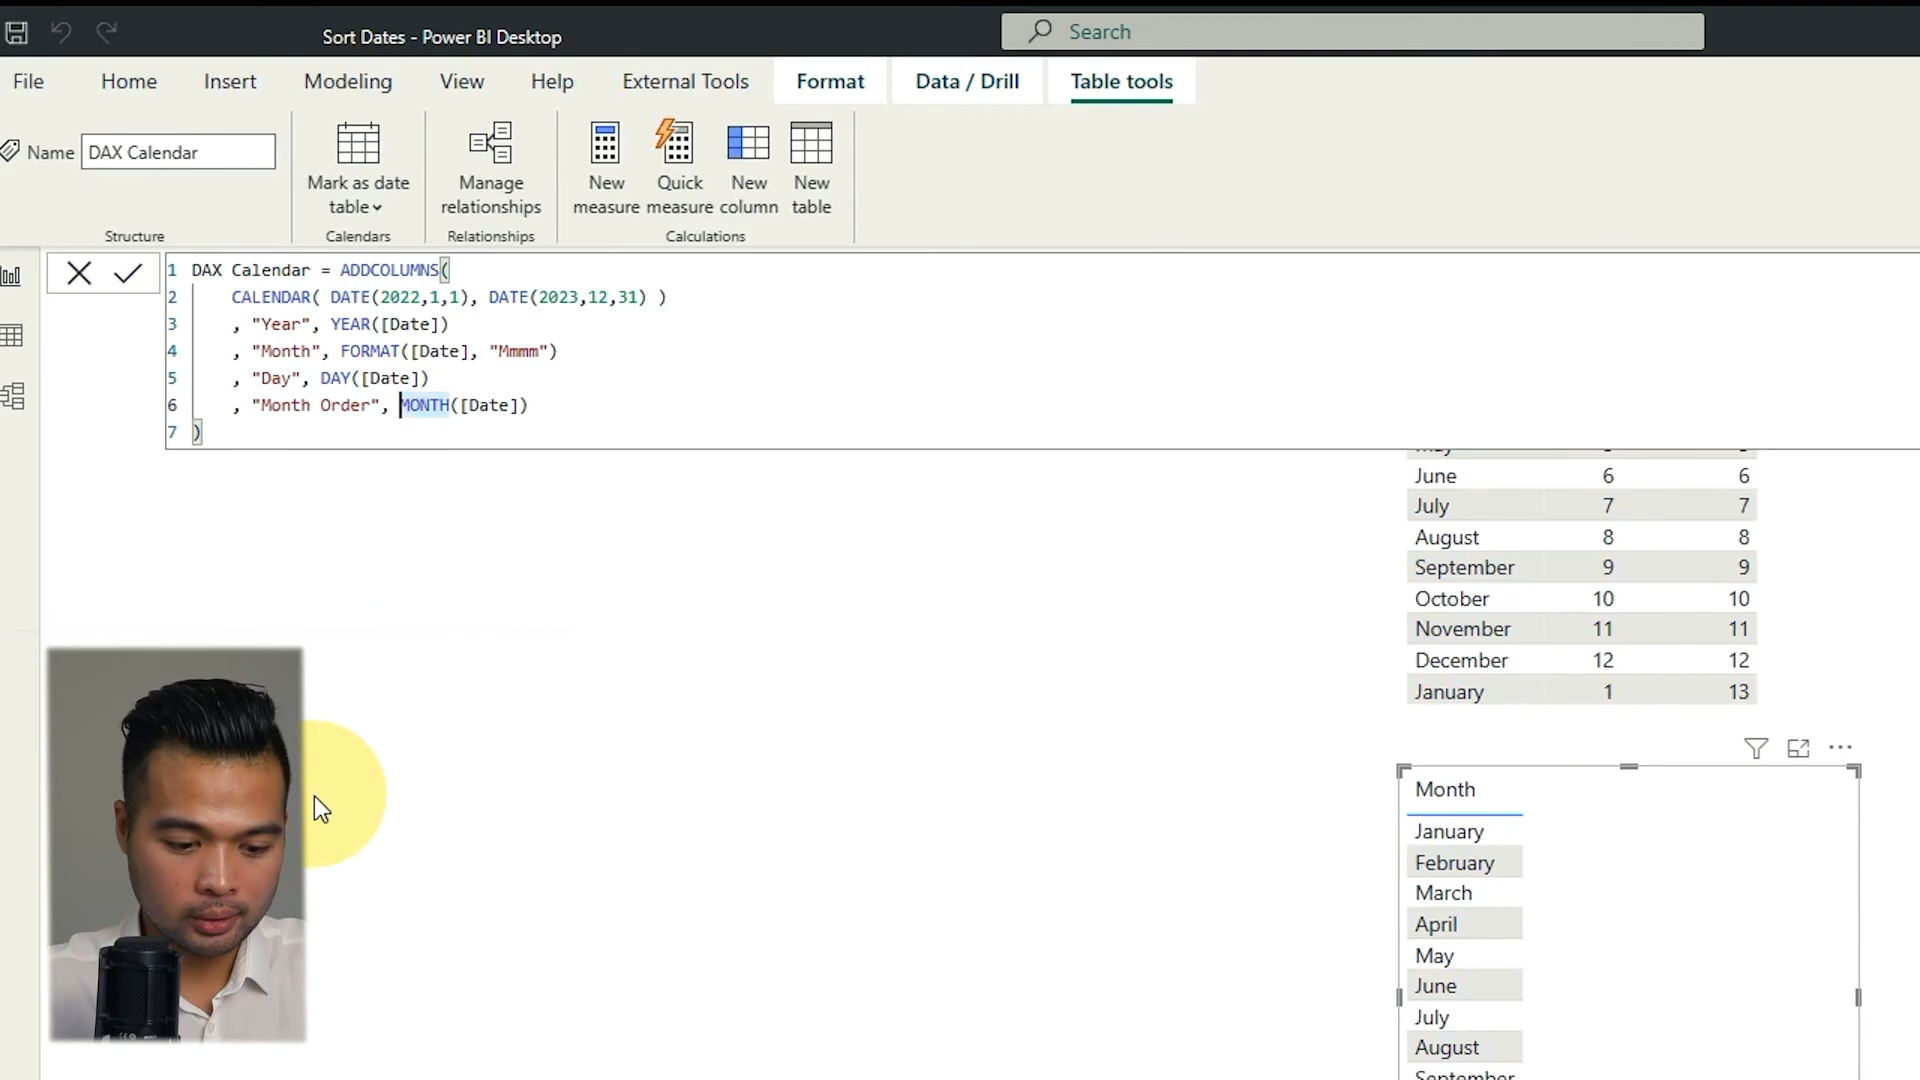 Sort Dates - Power BI Desktop
Search
File Home Insert Modeling View Help External Tools Format Data / Drill Table tools
Name DAX Calendar
Mark as date table
Manage relationships
New measure
Quick measure
New column
New table
Structure Calendars Relationships Calculations
1 DAX Calendar = ADDCOLUMNS(
2 CALENDAR( DATE(2022,1,1), DATE(2023,12,31) )
3 , "Year", YEAR([Date])
4 , "Month", FORMAT([Date], "Mmmm")
5 , "Day", DAY([Date])
6 , "Month Order", MONTH([Date])
7 )
June 6 6
July 7 7
August 8 8
September 9 9
October 10 10
November 11 11
December 12 12
January 1 13
Month
January
February
March
April
May
June
July
August
September